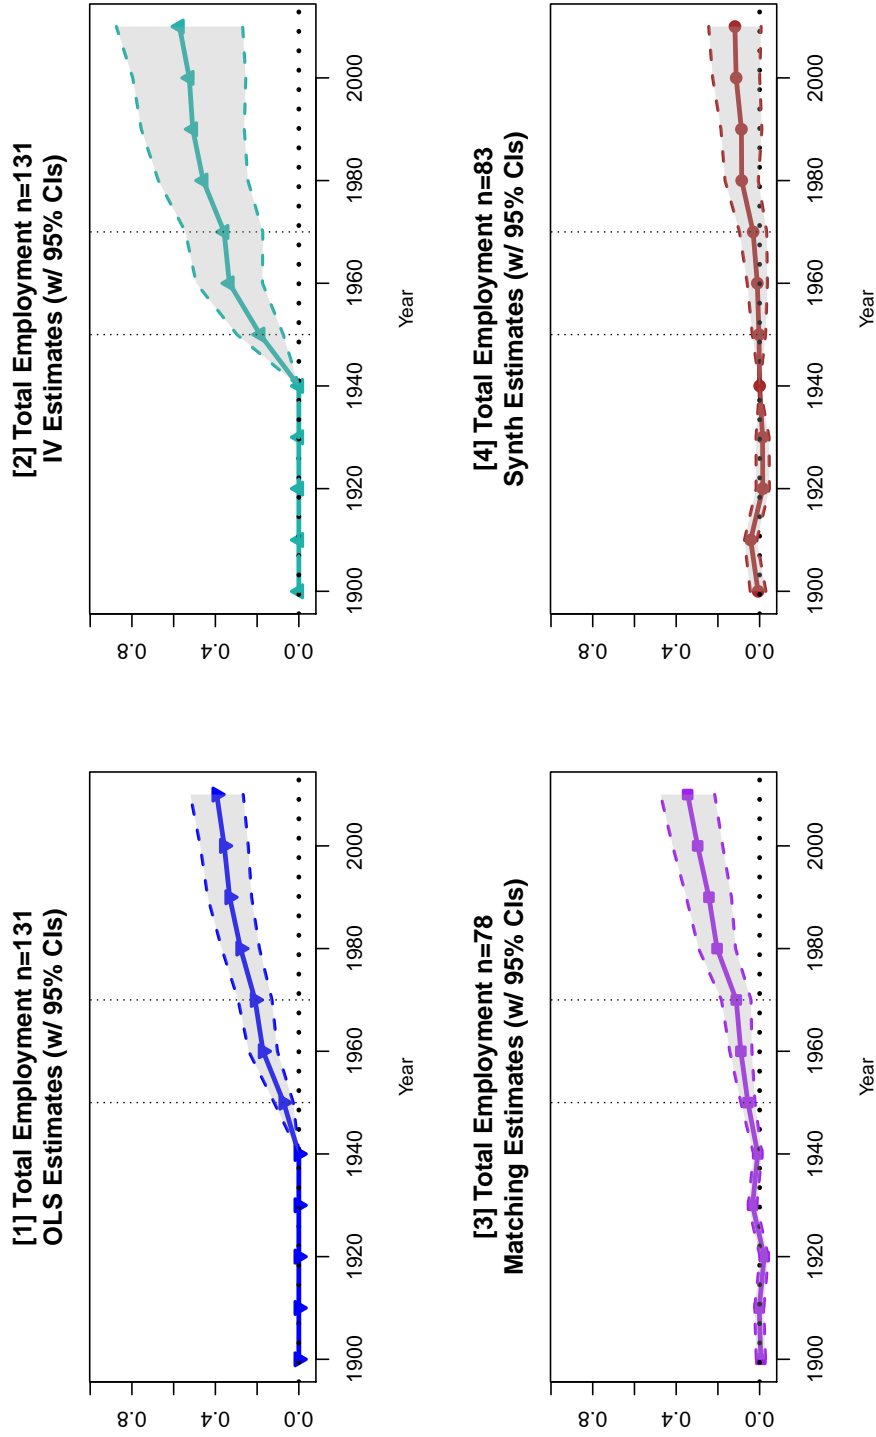 [1] Total Employment n=131
OLS Estimates (w/ 95% CIs)
0.0 0.4 0.8
1900 1920 1940 1960 1980 2000
Year
[2] Total Employment n=131
IV Estimates (w/ 95% CIs)
0.0 0.4 0.8
1900 1920 1940 1960 1980 2000
Year
[3] Total Employment n=78
Matching Estimates (w/ 95% CIs)
0.0 0.4 0.8
1900 1920 1940 1960 1980 2000
Year
[4] Total Employment n=83
Synth Estimates (w/ 95% CIs)
0.0 0.4 0.8
1900 1920 1940 1960 1980 2000
Year